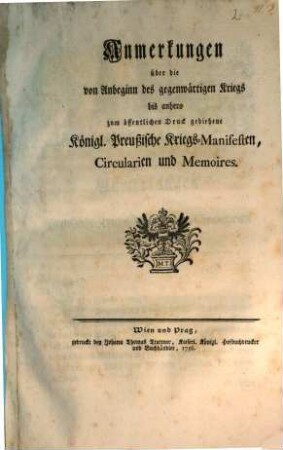 Anmerkungen
über die
von Anbeginn des gegenwärtigen Kriegs
bis anhero
zum öffentlichen Druck gediehene
Königl. Preußische Kriegs-Manifesten,
Circularien und Memoires.
Wien und Prag,
gedruckt bey Johann Thomas Trattner, Kaiserl. Königl. Hofbuchdrucker
und Buchhändler, 1756.